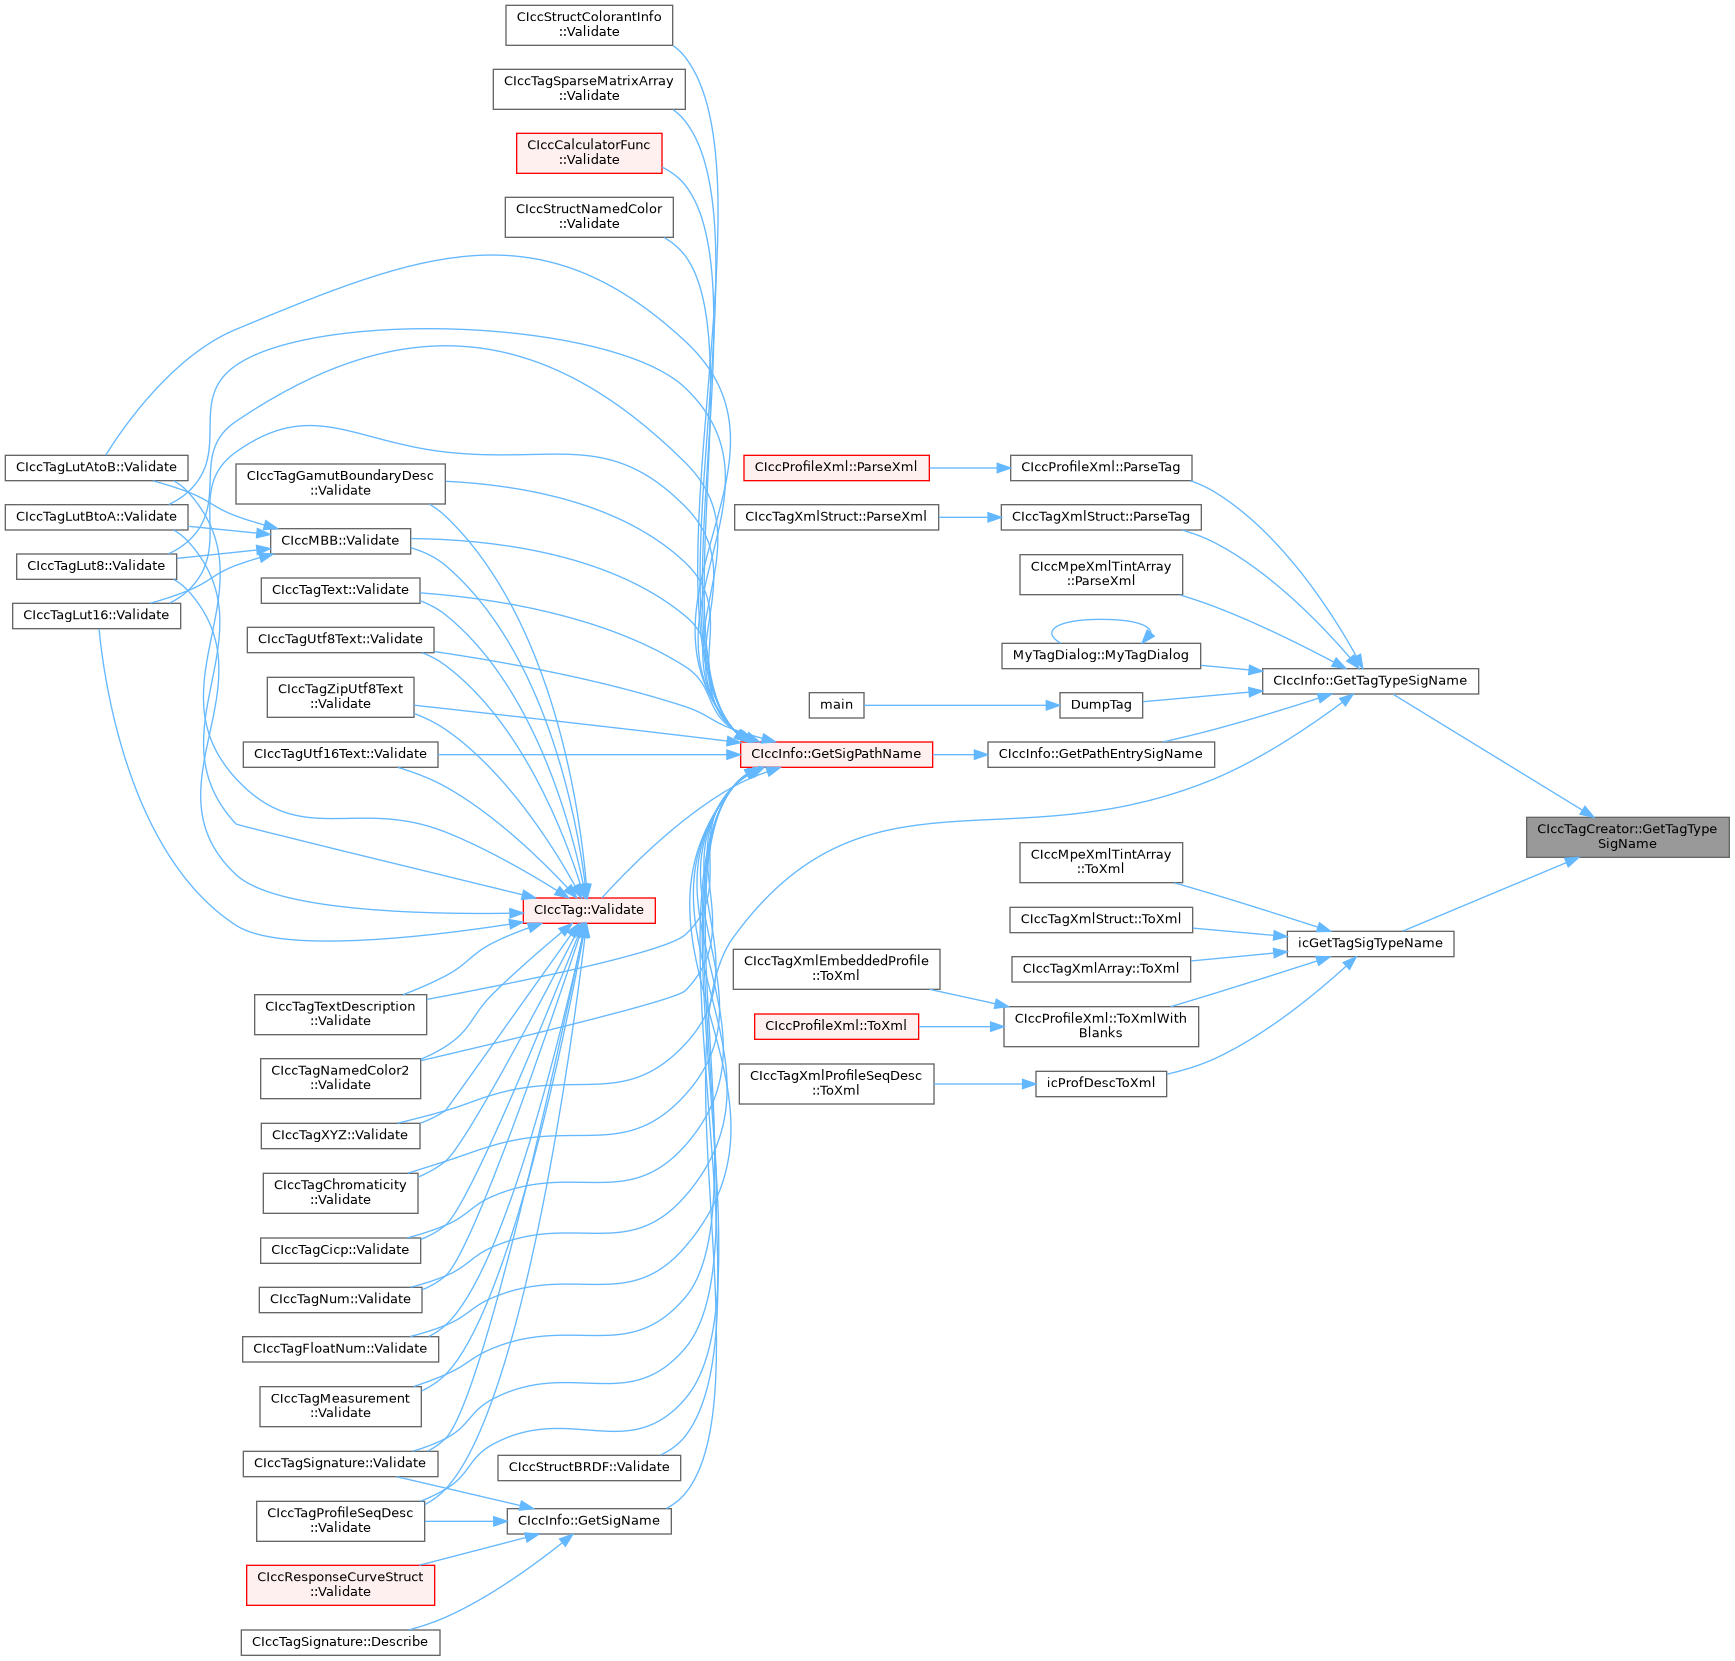 CIccStructColorantInfo
::Validate
CIccTagSparseMatrixArray
::Validate
CIccCalculatorFunc
::Validate
CIccStructNamedColor
::Validate
CIccTagLutAtoB::Validate
CIccTagLutBtoA::Validate
CIccTagLut8::Validate
CIccTagLut16::Validate
CIccTagGamutBoundaryDesc
::Validate
CIccMBB::Validate
CIccTagText::Validate
CIccTagUtf8Text::Validate
CIccTagZipUtf8Text
::Validate
CIccTagUtf16Text::Validate
CIccTag::Validate
CIccTagTextDescription
::Validate
CIccTagNamedColor2
::Validate
CIccTagXYZ::Validate
CIccTagChromaticity
::Validate
CIccTagCicp::Validate
CIccTagNum::Validate
CIccTagFloatNum::Validate
CIccTagMeasurement
::Validate
CIccTagSignature::Validate
CIccTagProfileSeqDesc
::Validate
CIccResponseCurveStruct
::Validate
CIccTagSignature::Describe
CIccStructBRDF::Validate
CIccInfo::GetSigName
CIccProfileXml::ParseXml
CIccTagXmlStruct::ParseXml
main
CIccInfo::GetSigPathName
CIccProfileXml::ParseTag
CIccTagXmlStruct::ParseTag
CIccMpeXmlTintArray
::ParseXml
MyTagDialog::MyTagDialog
DumpTag
CIccInfo::GetPathEntrySigName
CIccInfo::GetTagTypeSigName
CIccTagCreator::GetTagType
SigName
CIccMpeXmlTintArray
::ToXml
CIccTagXmlStruct::ToXml
CIccTagXmlArray::ToXml
icGetTagSigTypeName
CIccTagXmlEmbeddedProfile
::ToXml
CIccProfileXml::ToXml
CIccProfileXml::ToXmlWith
Blanks
CIccTagXmlProfileSeqDesc
::ToXml
icProfDescToXml